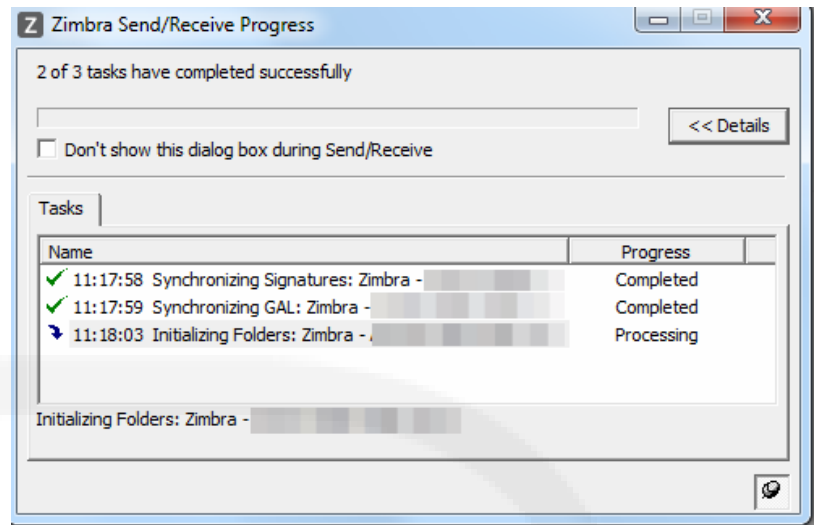 Z Zimbra Send/Receive Progress
2 of 3 tasks have completed successfully
<< Details
Don't show this dialog box during Send/Receive
Tasks
Name Progress
11:17:58 Synchronizing Signatures: Zimbra - Completed
11:17:59 Synchronizing GAL: Zimbra - Completed
11:18:03 Initializing Folders: Zimbra - Processing
Initializing Folders: Zimbra -